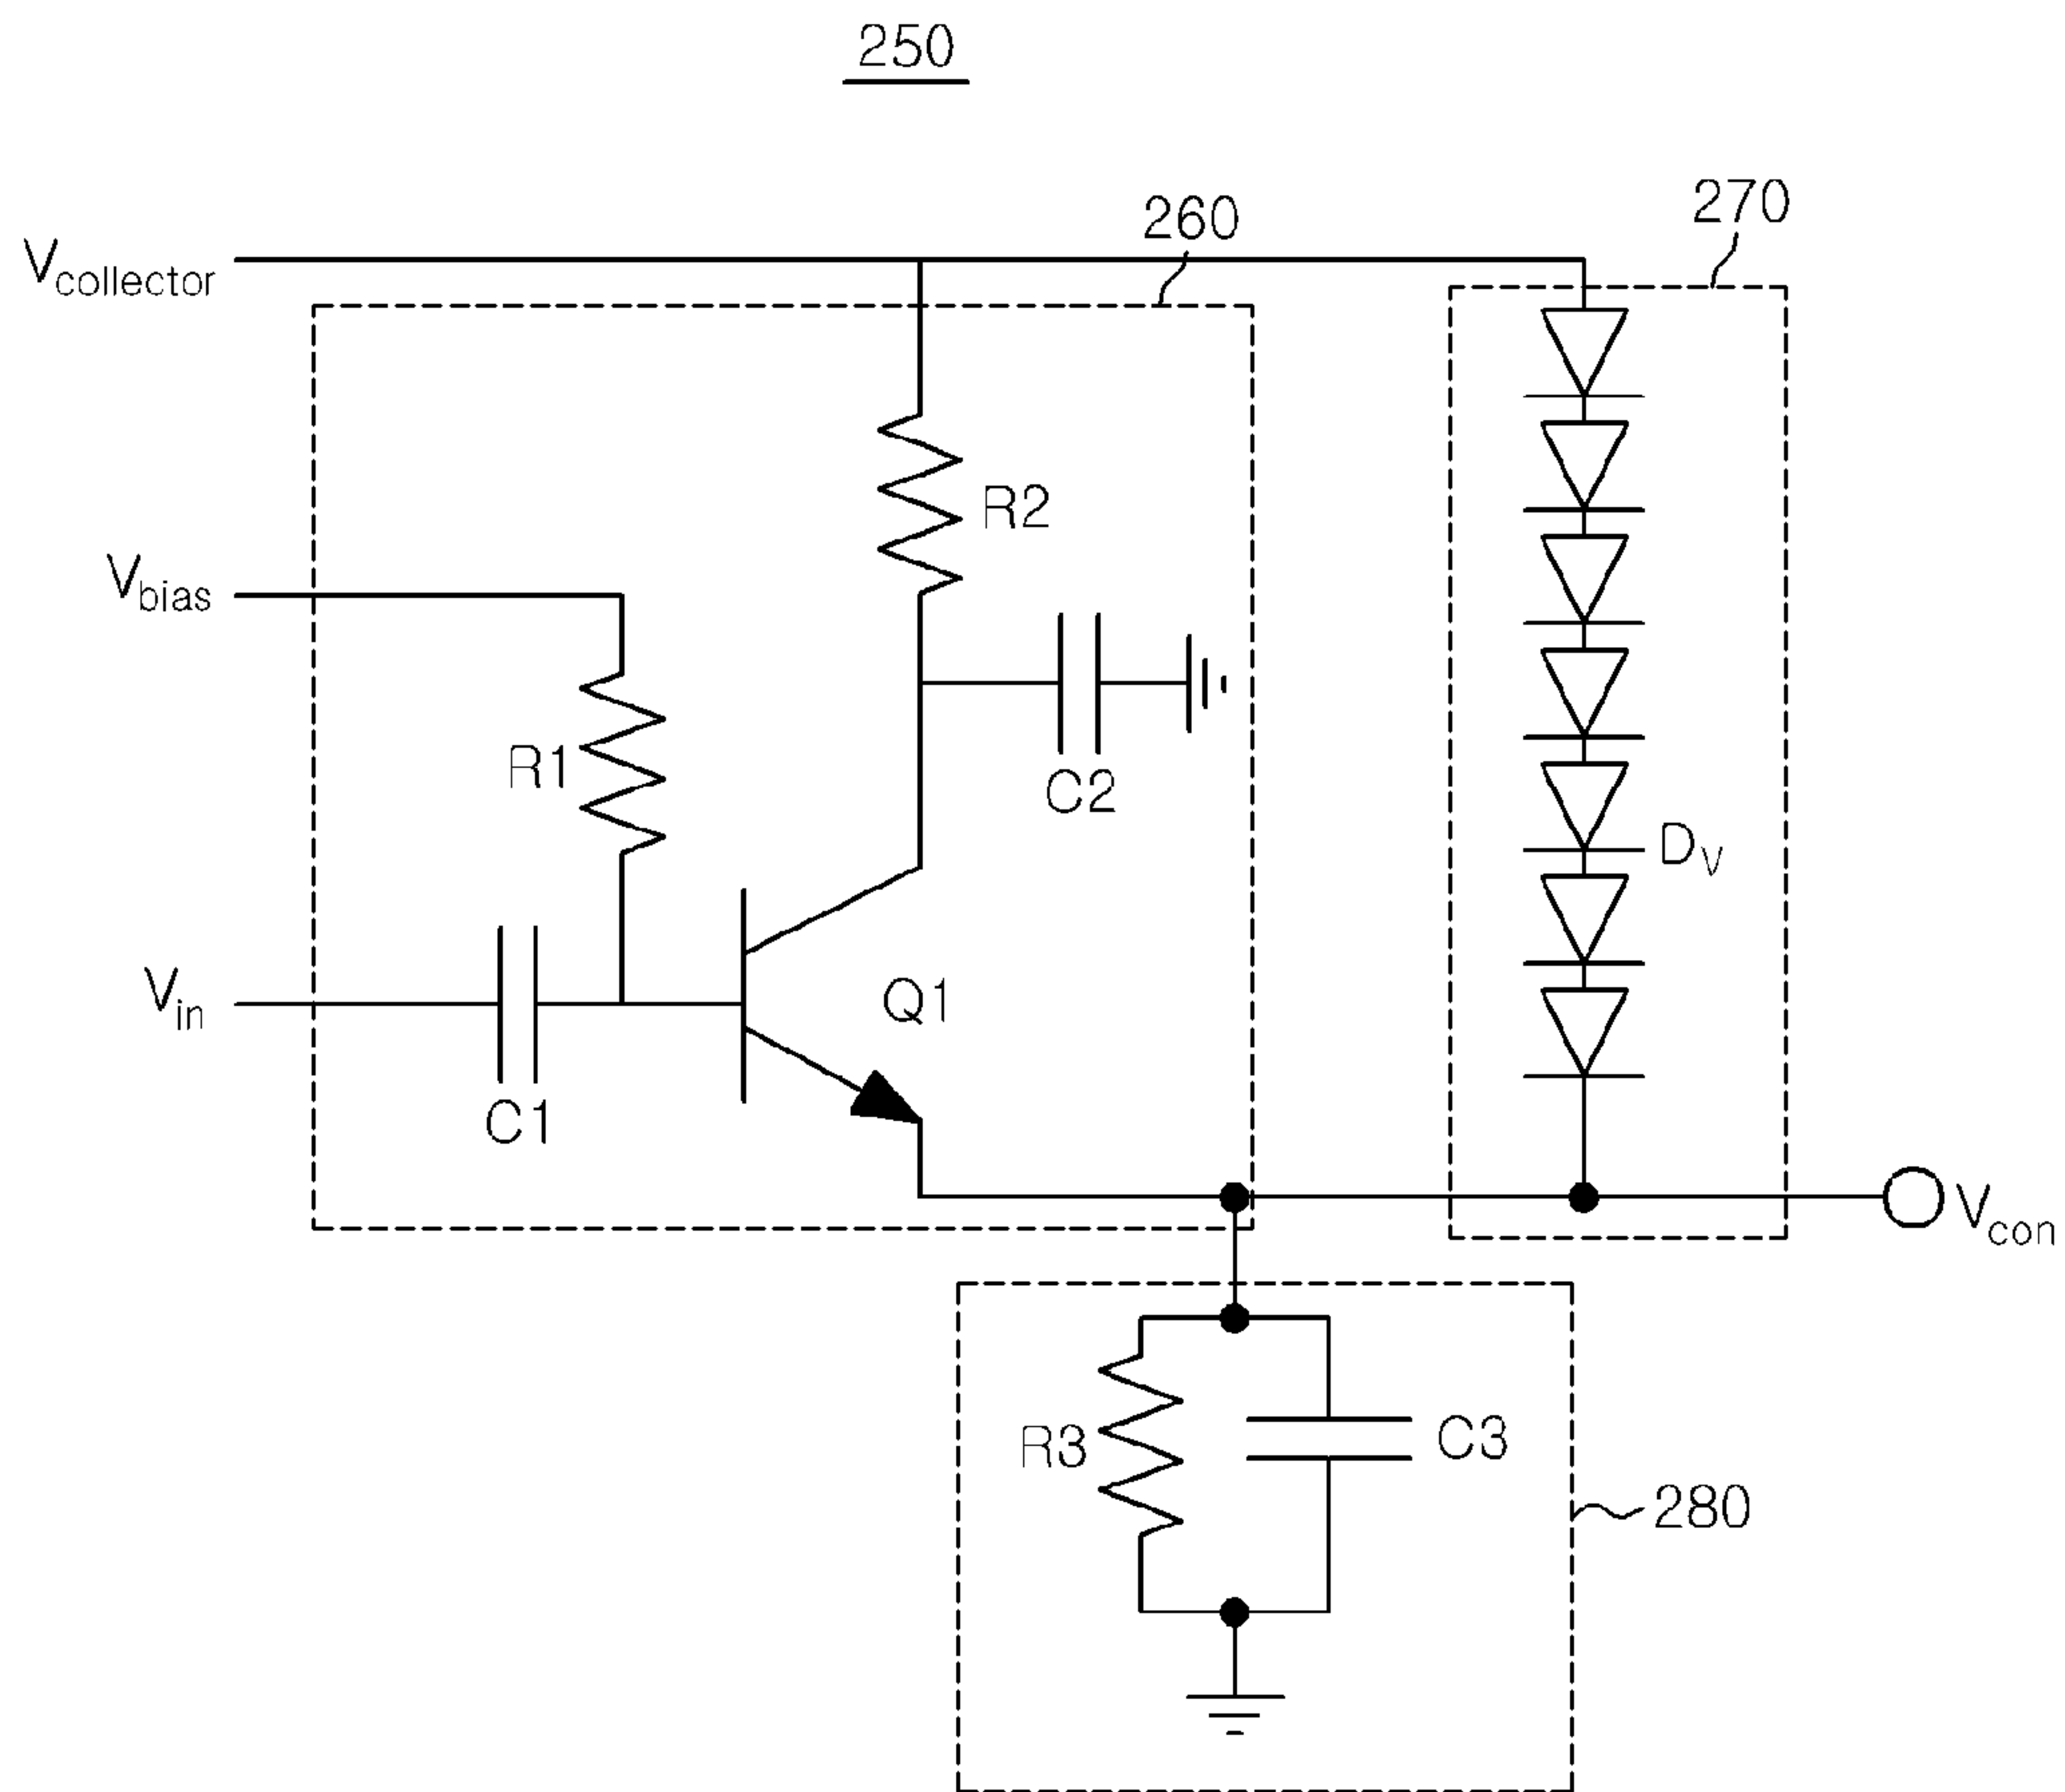 250
260
270
Vcollector
R2
Vbias
R1
C2
DV
Vin
Q1
C1
Vcon
R3
C3
280